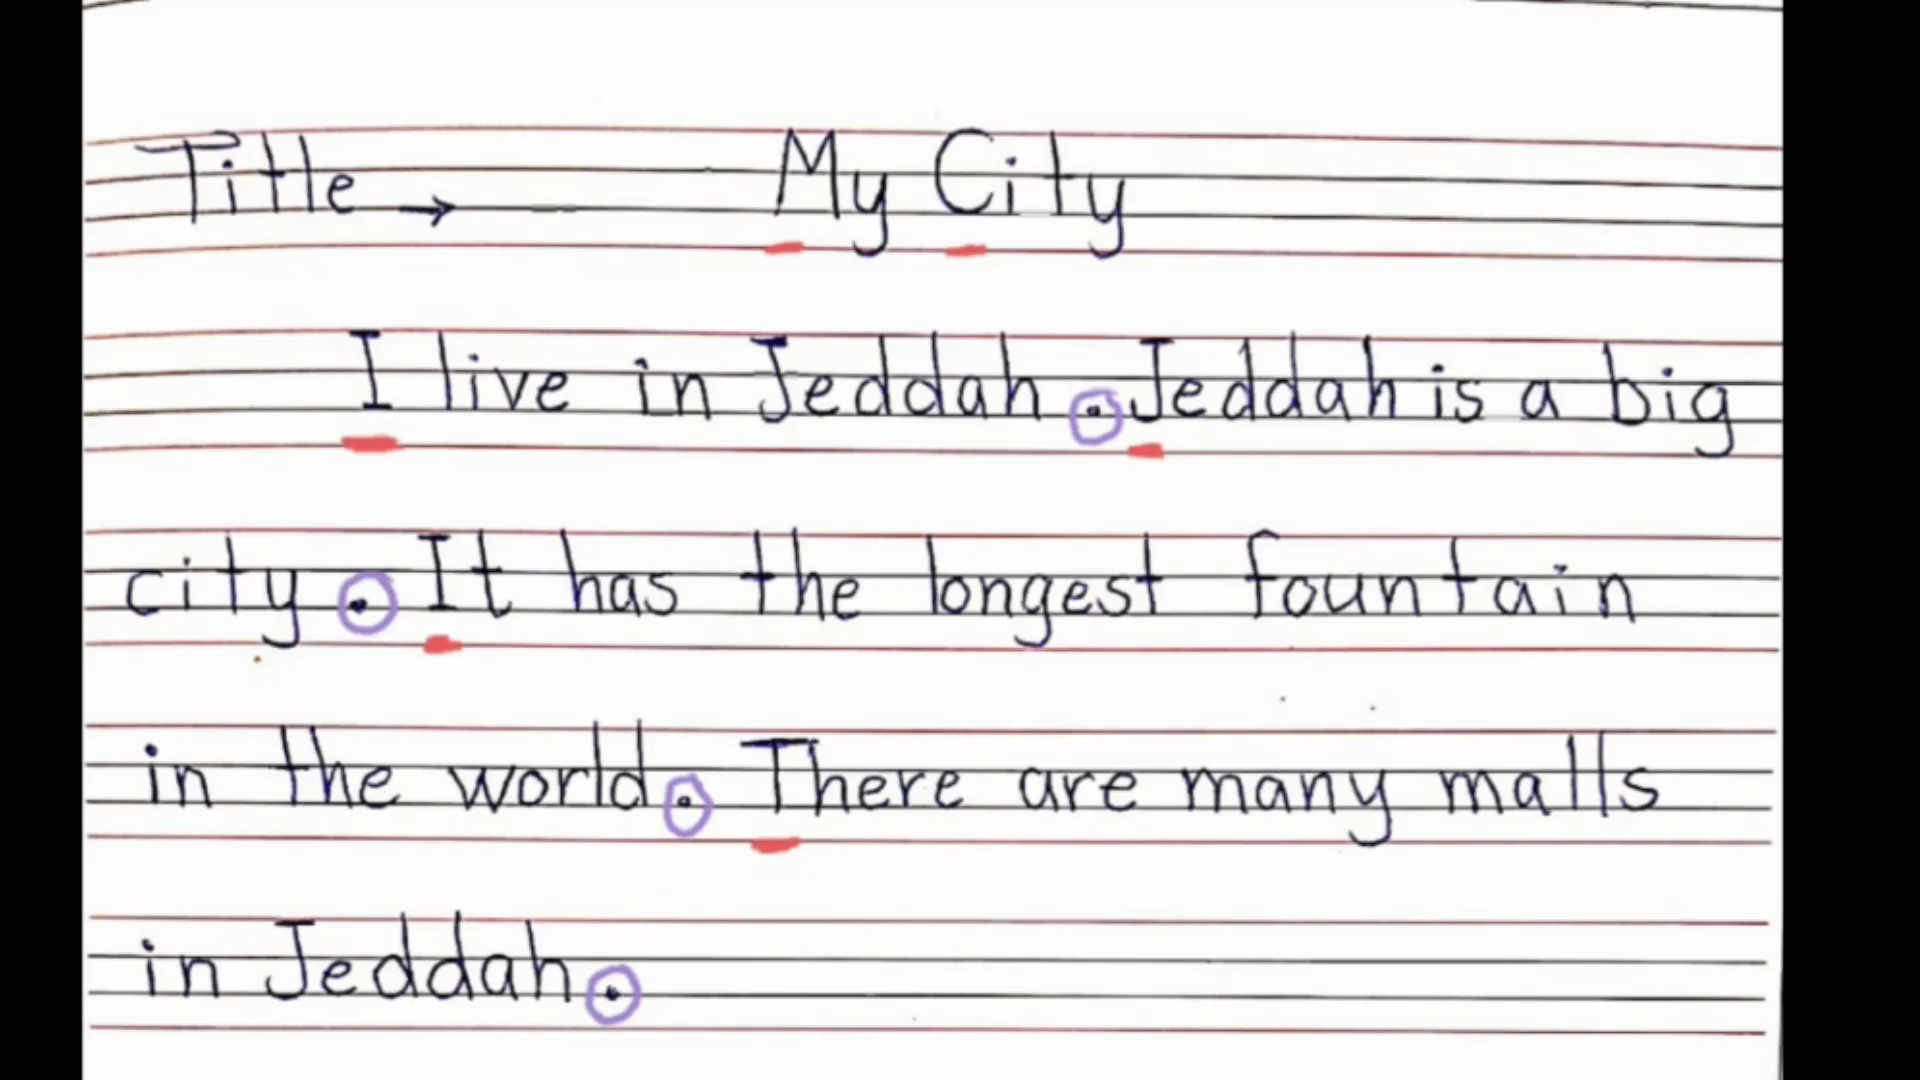 Title → My City
I live in Jeddah. Jeddah is a big
city. It has the longest fountain
in the world. There are many malls
in Jeddah.